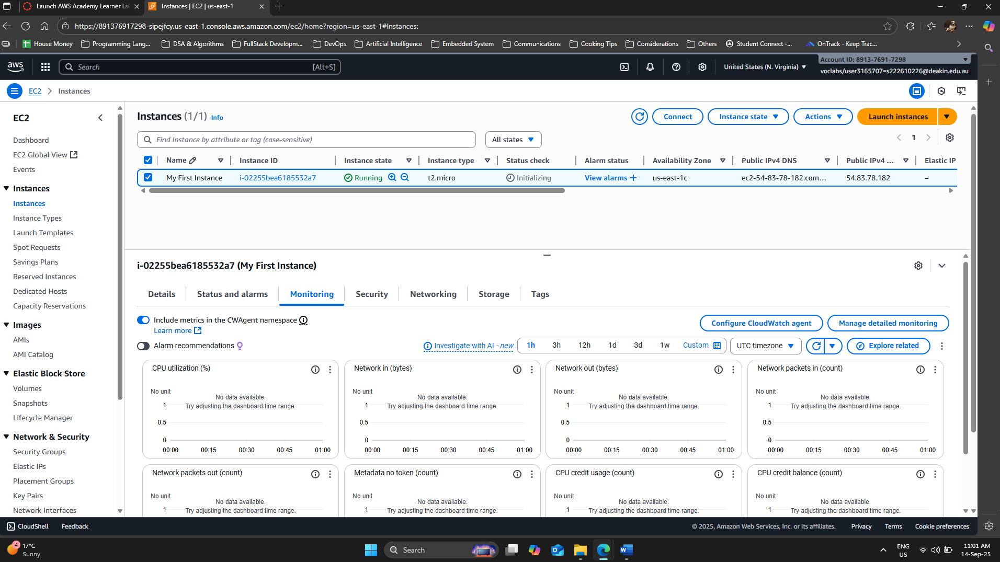 Launch AWS Academy Learner La
Instances | EC2 | us-east-1
https://891376917298-sipejfcy.us-east-1.console.aws.amazon.com/ec2/home?region=us-east-1#Instances:
House Money
Programming Lang...
DSA & Algorithms
FullStack Developm...
DevOps
Artificial Intelligence
Embedded System
Communications
Cooking Tips
Considerations
Others
Student Connect -...
OnTrack - Keep Trac...
aws
Search
[Alt+S]
United States (N. Virginia)
Account ID: 8913-7691-7298
voclabs/user3165707=s222610226@deakin.edu.au
EC2
Instances
EC2
Dashboard
EC2 Global View
Events
Instances
Instances
Instance Types
Launch Templates
Spot Requests
Savings Plans
Reserved Instances
Dedicated Hosts
Capacity Reservations
Images
AMIs
AMI Catalog
Elastic Block Store
Volumes
Snapshots
Lifecycle Manager
Network & Security
Security Groups
Elastic IPs
Placement Groups
Key Pairs
Network Interfaces
Instances (1/1) Info
Connect
Instance state
Actions
Launch instances
Find Instance by attribute or tag (case-sensitive)
All states
1
Name
Instance ID
Instance state
Instance type
Status check
Alarm status
Availability Zone
Public IPv4 DNS
Public IPv4 ...
Elastic IP
My First Instance
i-02255bea6185532a7
Running
t2.micro
Initializing
View alarms
us-east-1c
ec2-54-83-78-182.com...
54.83.78.182
–
i-02255bea6185532a7 (My First Instance)
Details
Status and alarms
Monitoring
Security
Networking
Storage
Tags
Include metrics in the CWAgent namespace
Learn more
Configure CloudWatch agent
Manage detailed monitoring
Alarm recommendations
Investigate with AI - new
1h
3h
12h
1d
3d
1w
Custom
UTC timezone
Explore related
CPU utilization (%)
No unit
No data available.
Try adjusting the dashboard time range.
1
0.5
0
00:00 00:15 00:30 00:45 01:00
Network in (bytes)
No unit
No data available.
Try adjusting the dashboard time range.
1
0.5
0
00:00 00:15 00:30 00:45 01:00
Network out (bytes)
No unit
No data available.
Try adjusting the dashboard time range.
1
0.5
0
00:00 00:15 00:30 00:45 01:00
Network packets in (count)
No unit
No data available.
Try adjusting the dashboard time range.
1
0.5
0
00:00 00:15 00:30 00:45 01:00
Network packets out (count)
No unit
No data available.
Try adjusting the dashboard time range.
1
Metadata no token (count)
No unit
No data available.
Try adjusting the dashboard time range.
1
CPU credit usage (count)
No unit
No data available.
Try adjusting the dashboard time range.
1
CPU credit balance (count)
No unit
No data available.
Try adjusting the dashboard time range.
1
CloudShell
Feedback
© 2025, Amazon Web Services, Inc. or its affiliates.
Privacy
Terms
Cookie preferences
4
17°C
Sunny
Search
ENG
US
11:01 AM
14-Sep-25